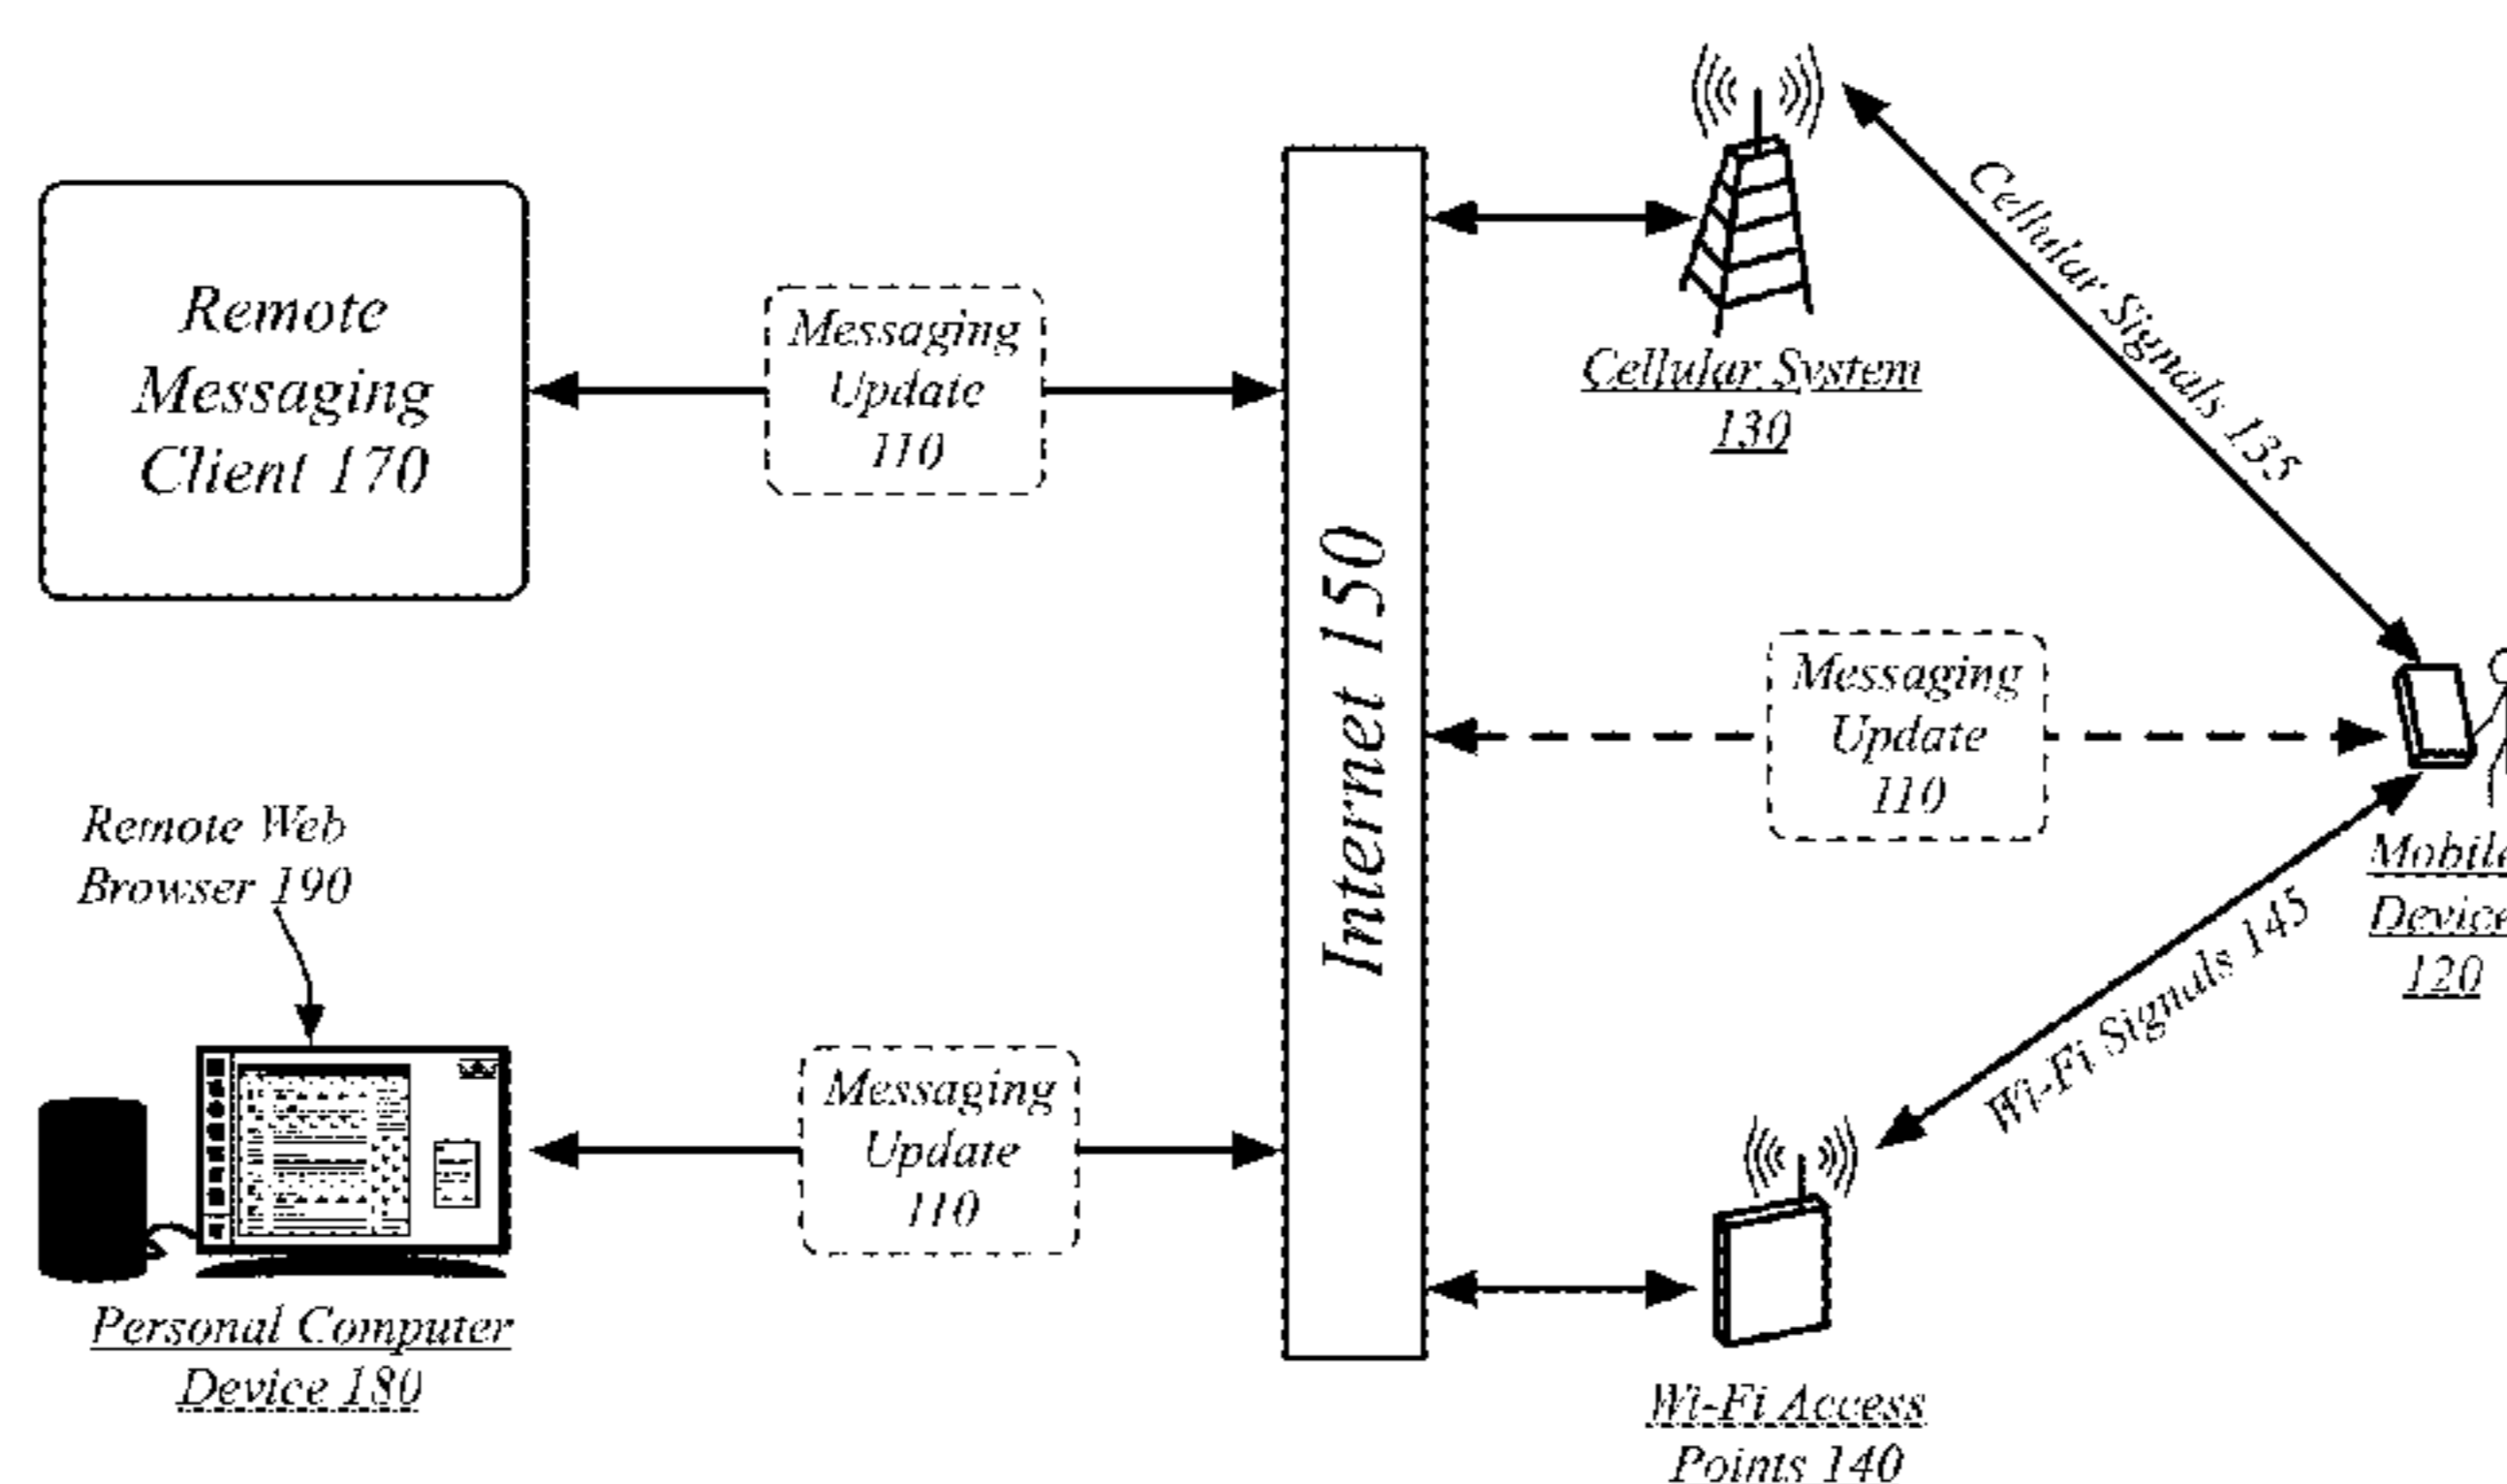 Remote
Messaging
Client 170
Messaging
Update
110
Internet 150
Cellular System
130
Cellular Signals 135
Messaging
Update
110
Mobile
Device
120
Remote Web
Browser 190
Messaging
Update
110
Personal Computer
Device 180
Wi-Fi Signals 145
Wi-Fi Access
Points 140